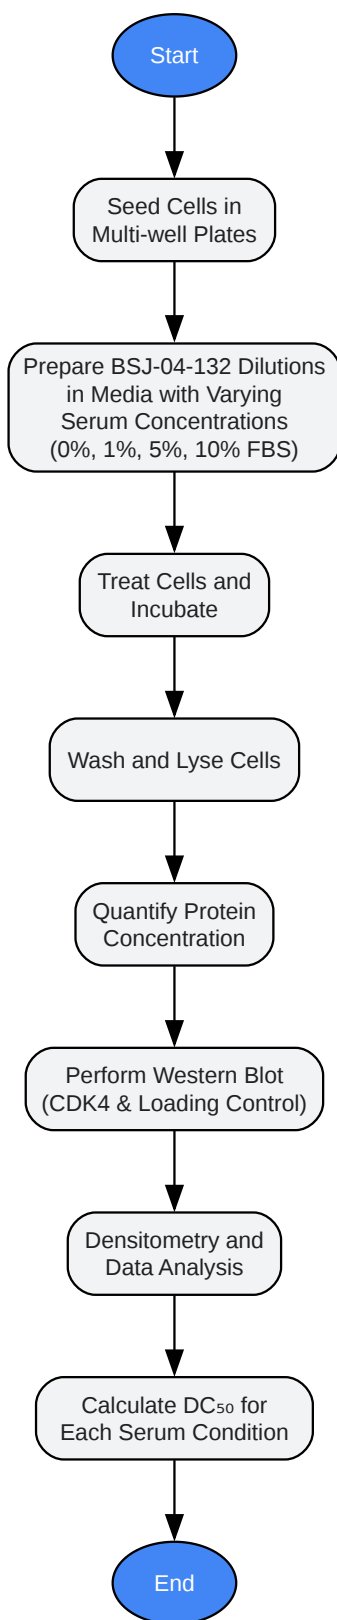 Start
Seed Cells in
Multi-well Plates
Prepare BSJ-04-132 Dilutions
in Media with Varying
Serum Concentrations
(0%, 1%, 5%, 10% FBS)
Treat Cells and
Incubate
Wash and Lyse Cells
Quantify Protein
Concentration
Perform Western Blot
(CDK4 & Loading Control)
Densitometry and
Data Analysis
Calculate DC₅₀ for
Each Serum Condition
End